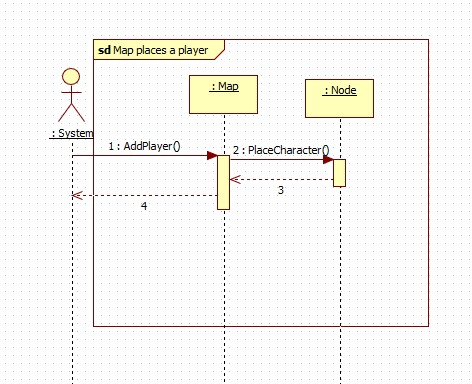 sd Map places a player
: System
: Map
: Node
1 : AddPlayer()
2 : PlaceCharacter()
3
4